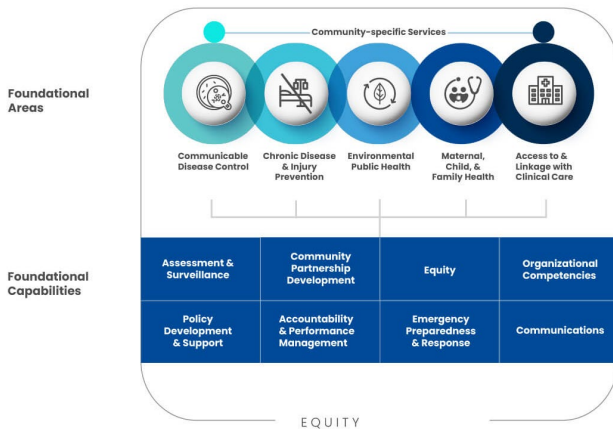 Community-specific Services
Foundational
Areas
Communicable
Disease Control
Chronic Disease
& Injury
Prevention
Environmental
Public Health
Maternal,
Child, &
Family Health
Access to &
Linkage with
Clinical Care
Foundational
Capabilities
Assessment &
Surveillance
Community
Partnership
Development
Equity
Organizational
Competencies
Policy
Development
& Support
Accountability
& Performance
Management
Emergency
Preparedness
& Response
Communications
EQUITY